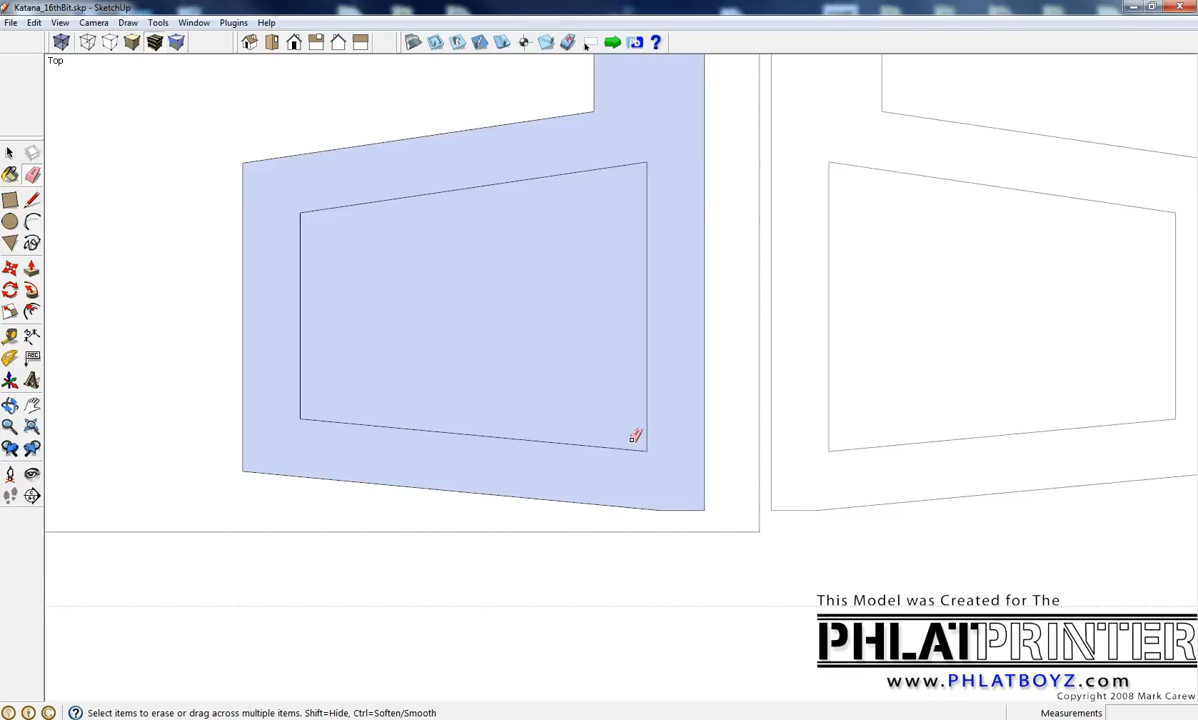 Katana_16thBit.skp - SketchUp
File Edit View Camera Draw Tools Window Plugins Help
Top
ABC
This Model was Created for The
PHLATPRINTER
www.PHLATBOYZ.com
Copyright 2008 Mark Carew
Select items to erase or drag across multiple items. Shift=Hide, Ctrl=Soften/Smooth
Measurements